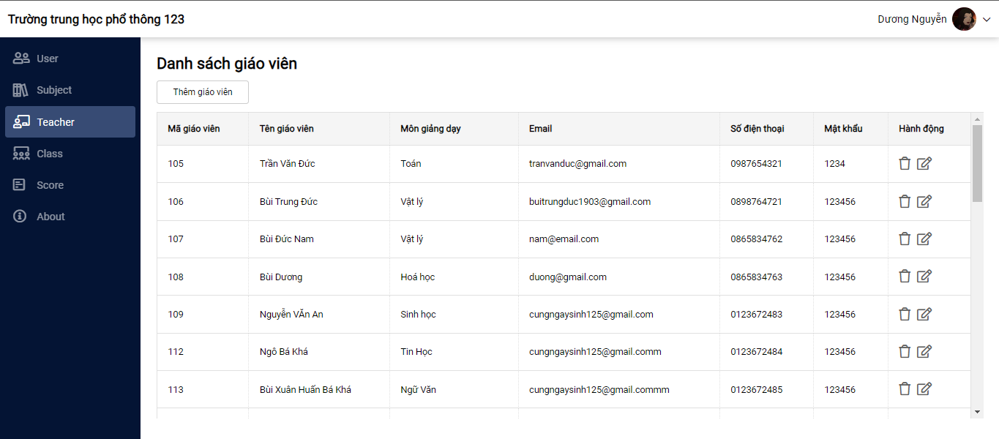 Trường trung học phổ thông 123
Dương Nguyễn
User
Subject
Teacher
Class
Score
About
Danh sách giáo viên
Thêm giáo viên
Mã giáo viên Tên giáo viên Môn giảng dạy Email Số điện thoại Mật khẩu Hành động
105 Trần Văn Đức Toán tranvanduc@gmail.com 0987654321 1234
106 Bùi Trung Đức Vật lý buitrungduc1903@gmail.com 0898764721 123456
107 Bùi Đức Nam Vật lý nam@email.com 0865834762 123456
108 Bùi Dương Hoá học duong@gmail.com 0865834763 123456
109 Nguyễn VĂn An Sinh học cungngaysinh125@gmail.com 0123672483 123456
112 Ngô Bá Khá Tin Học cungngaysinh125@gmail.comm 0123672484 123456
113 Bùi Xuân Huấn Bá Khá Ngữ Văn cungngaysinh125@gmail.commm 0123672485 123456